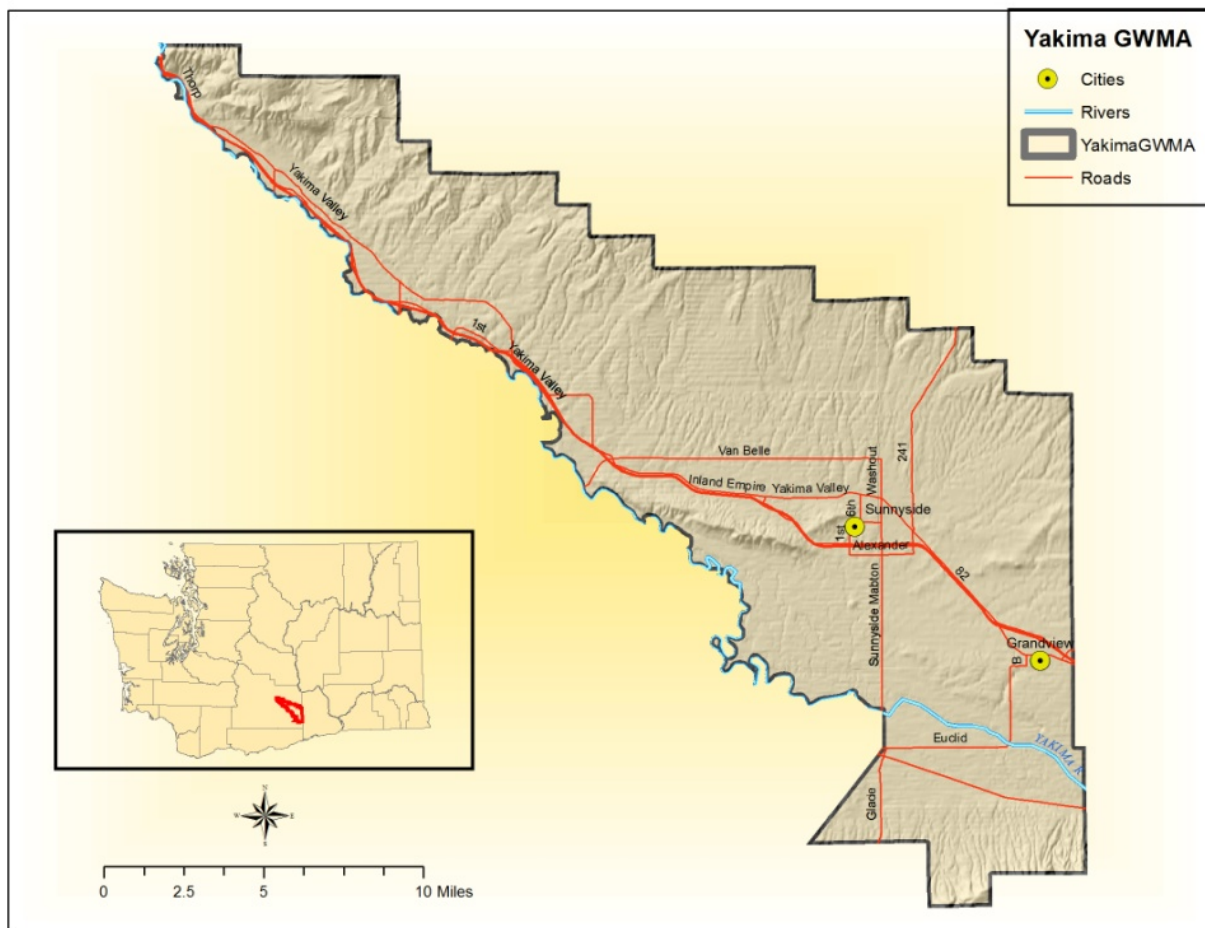 Yakima GWMA
Cities
Rivers
YakimaGWMA
Roads
Thorp
Yakima Valley
1st
Yakima Valley
Van Belle
Inland Empire
Yakima Valley
Washout
241
6th
Sunnyside
1st
Alexander
82
Sunnyside Mabton
Grandview
B
Euclid
YAKIMA R
Glade
N
W
E
S
0
2.5
5
10 Miles